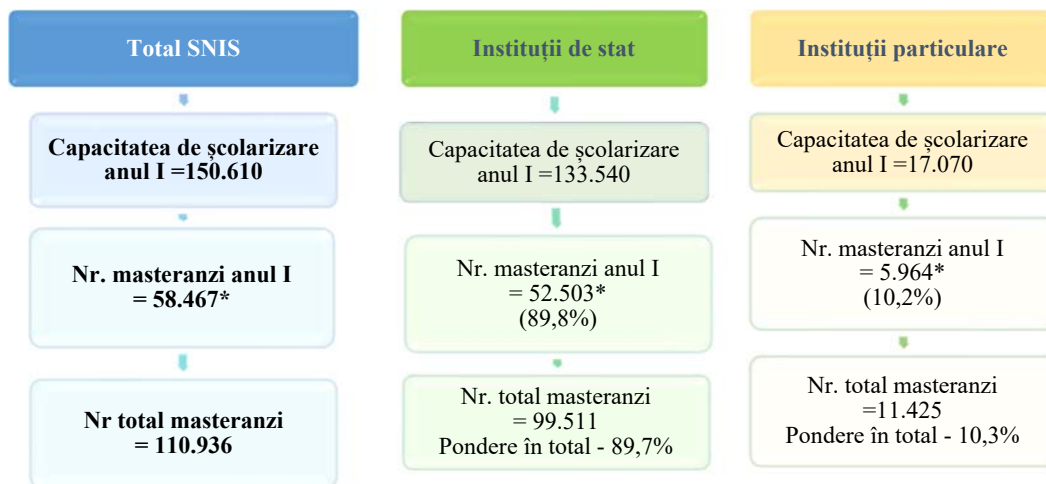 Total SNIS
Capacitatea de școlarizare
anul I =150.610
Nr. masteranzi anul I
= 58.467*
Nr total masteranzi
= 110.936
Instituții de stat
Capacitatea de școlarizare
anul I =133.540
Nr. masteranzi anul I
= 52.503*
(89,8%)
Nr. total masteranzi
= 99.511
Pondere în total - 89,7%
Instituții particulare
Capacitatea de școlarizare
anul I =17.070
Nr. masteranzi anul I
= 5.964*
(10,2%)
Nr. total masteranzi
=11.425
Pondere în total - 10,3%